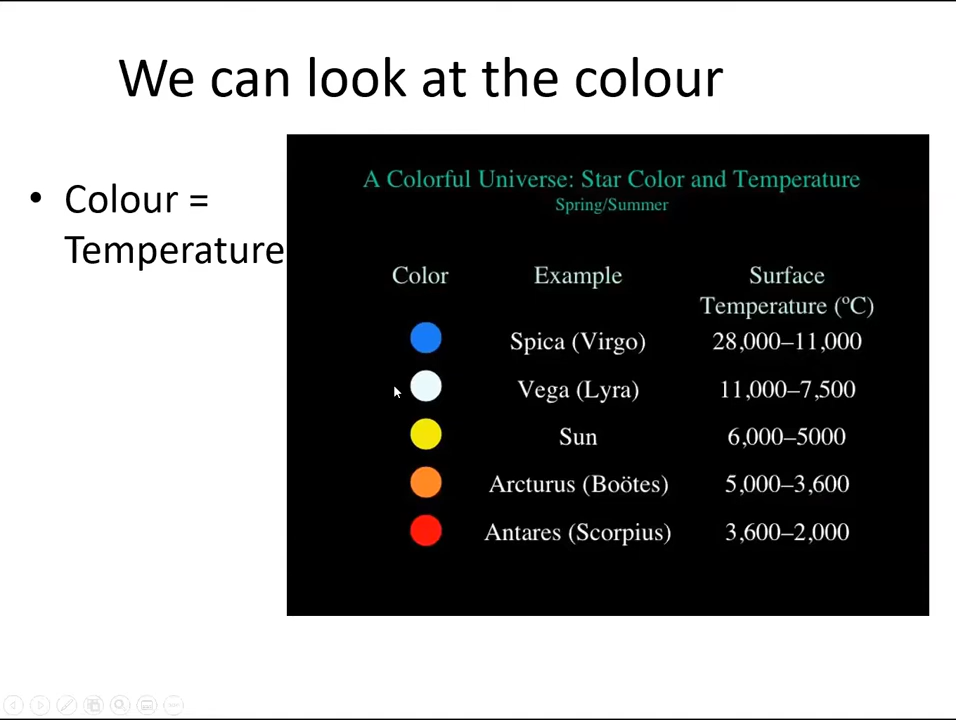 We can look at the colour
• Colour =
Temperature
A Colorful Universe: Star Color and Temperature
Spring/Summer
Color Example Surface
Temperature (ºC)
Spica (Virgo) 28,000–11,000
Vega (Lyra) 11,000–7,500
Sun 6,000–5000
Arcturus (Boötes) 5,000–3,600
Antares (Scorpius) 3,600–2,000